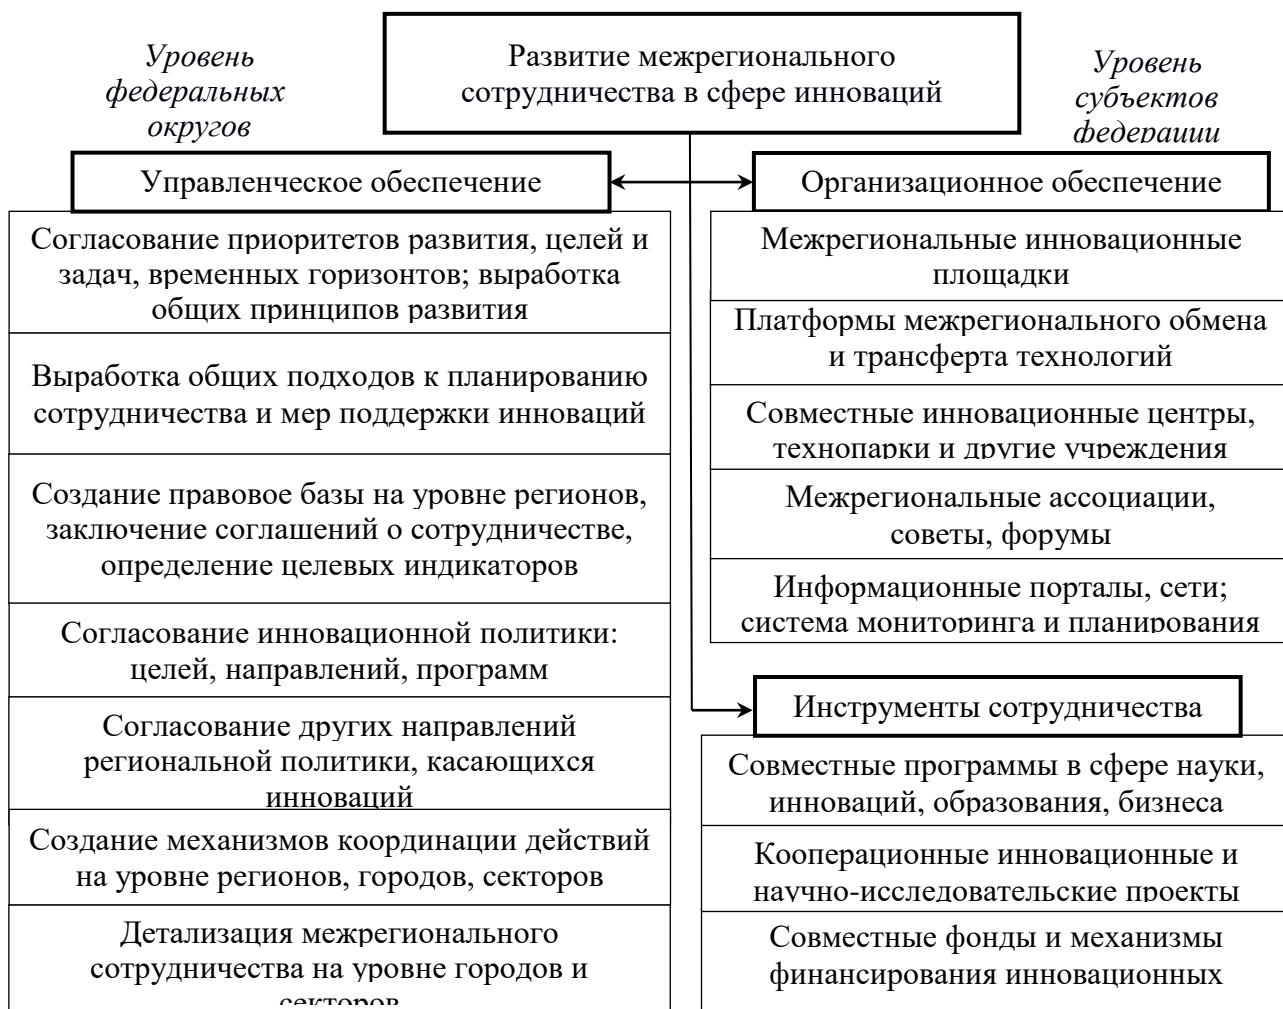 Уровень
федеральных
округов
Развитие межрегионального
сотрудничества в сфере инноваций
Уровень
субъектов
федерации
Управленческое обеспечение
Согласование приоритетов развития, целей и
задач, временных горизонтов; выработка
общих принципов развития
Выработка общих подходов к планированию
сотрудничества и мер поддержки инноваций
Создание правовое базы на уровне регионов,
заключение соглашений о сотрудничестве,
определение целевых индикаторов
Согласование инновационной политики:
целей, направлений, программ
Согласование других направлений
региональной политики, касающихся
инноваций
Создание механизмов координации действий
на уровне регионов, городов, секторов
Детализация межрегионального
сотрудничества на уровне городов и
секторов
Организационное обеспечение
Межрегиональные инновационные
площадки
Платформы межрегионального обмена
и трансферта технологий
Совместные инновационные центры,
технопарки и другие учреждения
Межрегиональные ассоциации,
советы, форумы
Информационные порталы, сети;
система мониторинга и планирования
Инструменты сотрудничества
Совместные программы в сфере науки,
инноваций, образования, бизнеса
Кооперационные инновационные и
научно-исследовательские проекты
Совместные фонды и механизмы
финансирования инновационных